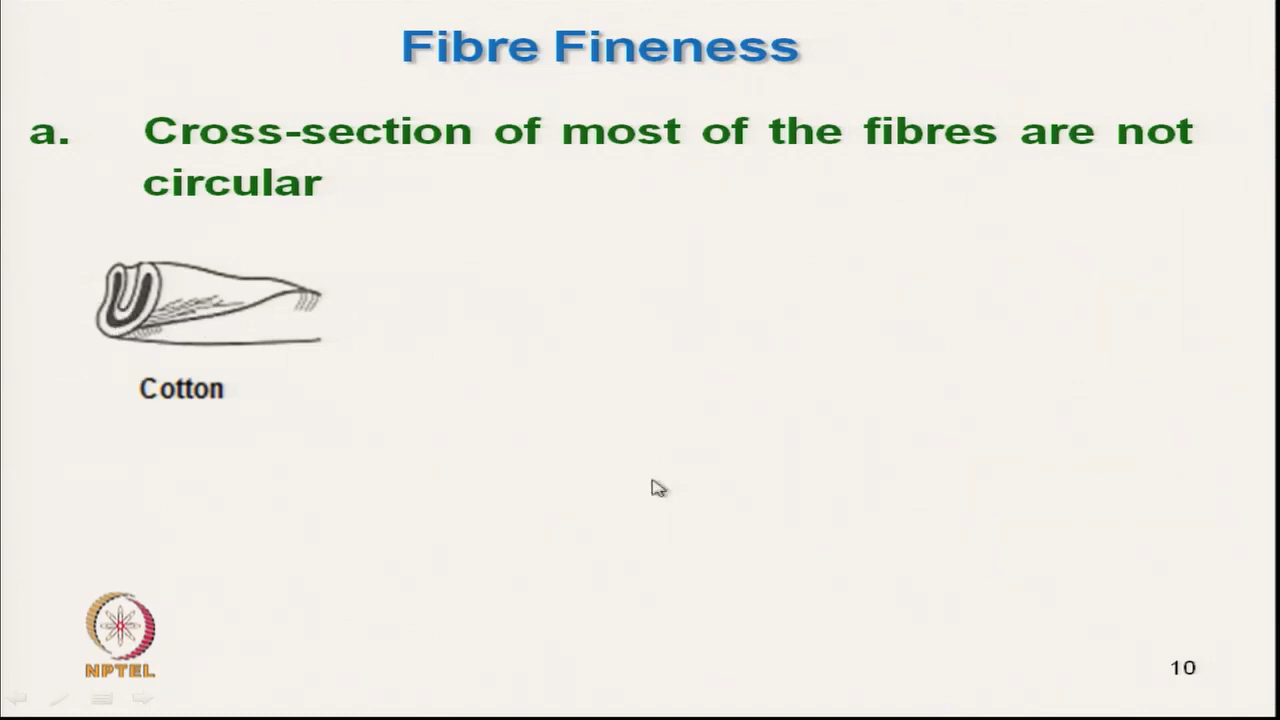 Fibre Fineness
a. Cross-section of most of the fibres are not
circular
Cotton
NPTEL
10